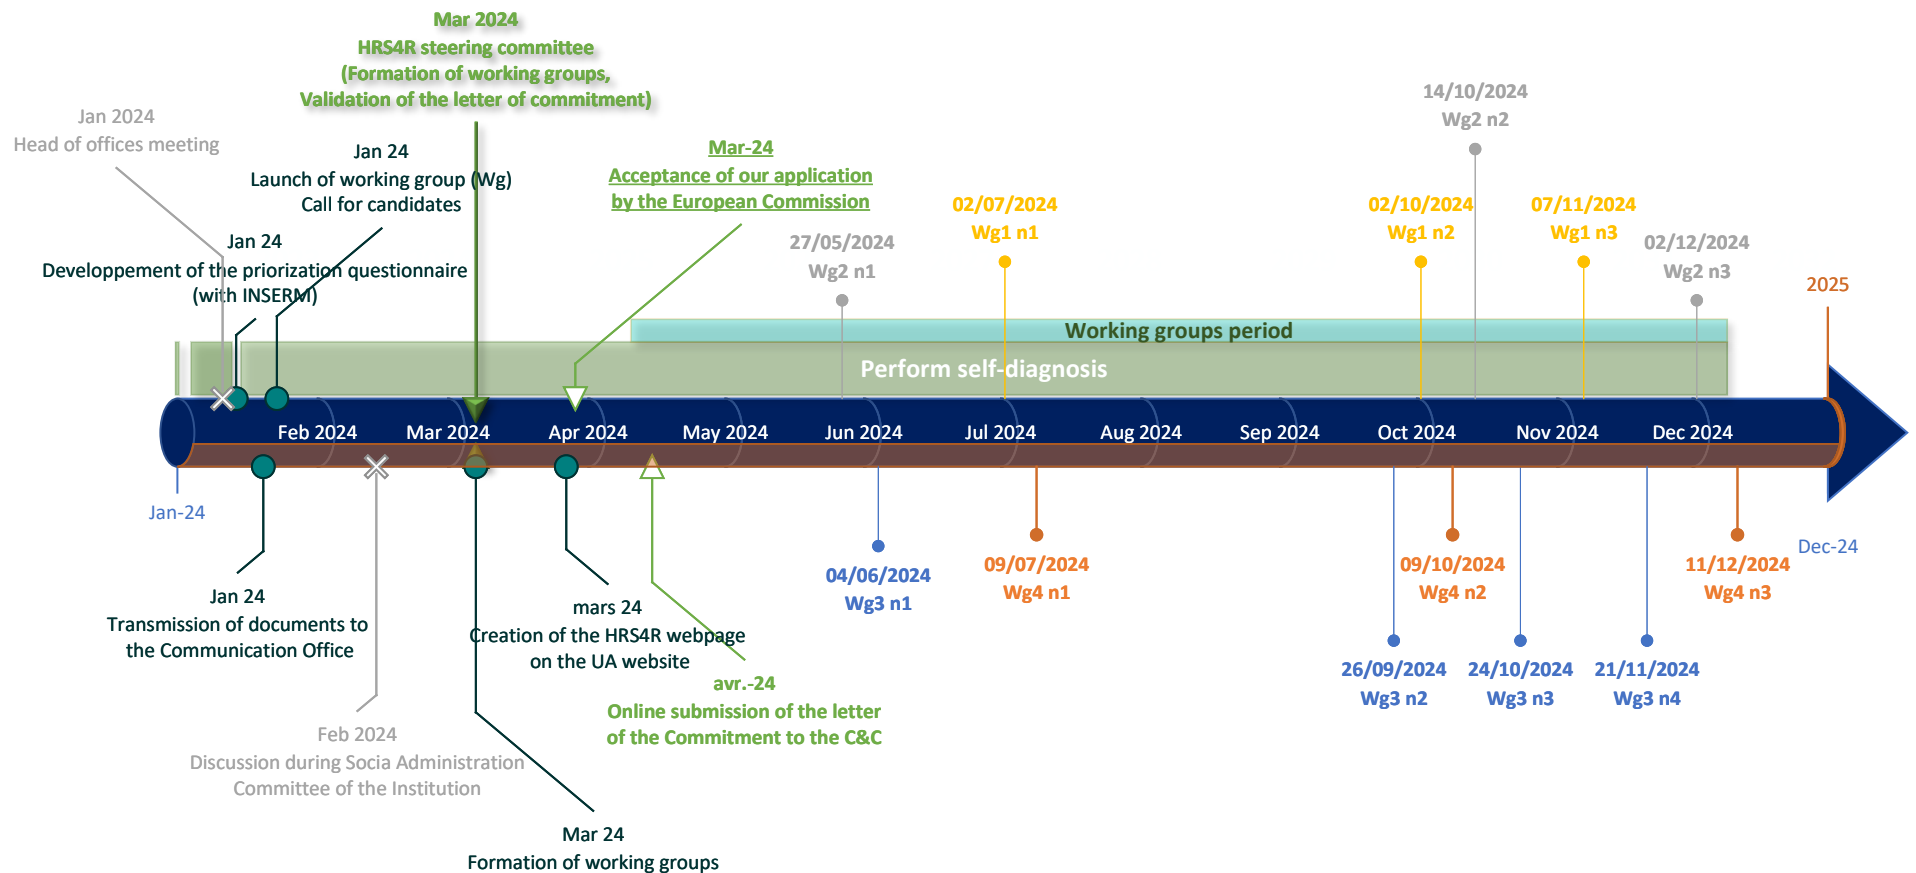 Mar 2024
HRS4R steering committee
(Formation of working groups,
Validation of the letter of commitment)
Jan 2024
Head of offices meeting
Jan 24
Launch of working group (Wg)
Call for candidates
Jan 24
Developpement of the priorization questionnaire
(with INSERM)
Mar-24
Acceptance of our application
by the European Commission
27/05/2024
Wg2 n1
02/07/2024
Wg1 n1
02/10/2024
Wg1 n2
14/10/2024
Wg2 n2
07/11/2024
Wg1 n3
02/12/2024
Wg2 n3
2025
Working groups period
Perform self-diagnosis
Feb 2024
Mar 2024
Apr 2024
May 2024
Jun 2024
Jul 2024
Aug 2024
Sep 2024
Oct 2024
Nov 2024
Dec 2024
Jan-24
Dec-24
Jan 24
Transmission of documents to
the Communication Office
Feb 2024
Discussion during Socia Administration
Committee of the Institution
mars 24
Creation of the HRS4R webpage
on the UA website
avr.-24
Online submission of the letter
of the Commitment to the C&C
Mar 24
Formation of working groups
04/06/2024
Wg3 n1
09/07/2024
Wg4 n1
26/09/2024
Wg3 n2
09/10/2024
Wg4 n2
24/10/2024
Wg3 n3
21/11/2024
Wg3 n4
11/12/2024
Wg4 n3